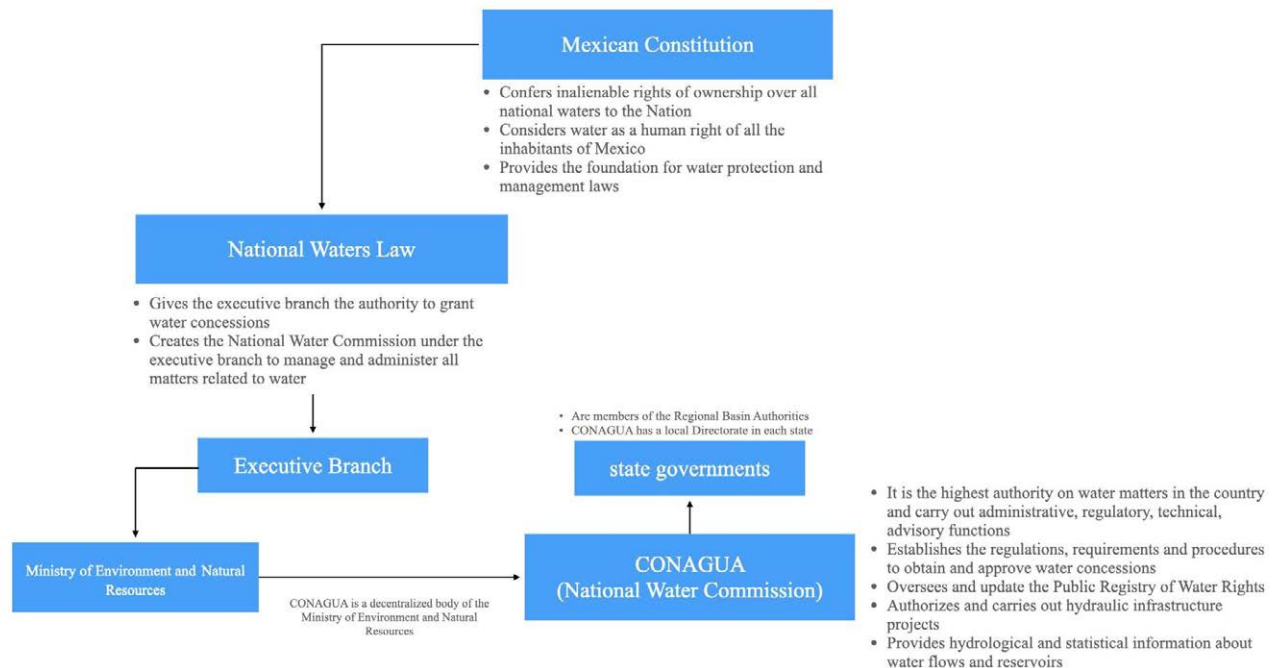 Mexican Constitution
• Confers inalienable rights of ownership over all
national waters to the Nation
• Considers water as a human right of all the
inhabitants of Mexico
• Provides the foundation for water protection and
management laws
National Waters Law
• Gives the executive branch the authority to grant
water concessions
• Creates the National Water Commission under the
executive branch to manage and administer all
matters related to water
Executive Branch
Ministry of Environment and Natural
Resources
CONAGUA is a decentralized body of the
Ministry of Environment and Natural
Resources
• Are members of the Regional Basin Authorities
• CONAGUA has a local Directorate in each state
state governments
CONAGUA
(National Water Commission)
• It is the highest authority on water matters in the country
and carry out administrative, regulatory, technical,
advisory functions
• Establishes the regulations, requirements and procedures
to obtain and approve water concessions
• Oversees and update the Public Registry of Water Rights
• Authorizes and carries out hydraulic infrastructure
projects
• Provides hydrological and statistical information about
water flows and reservoirs